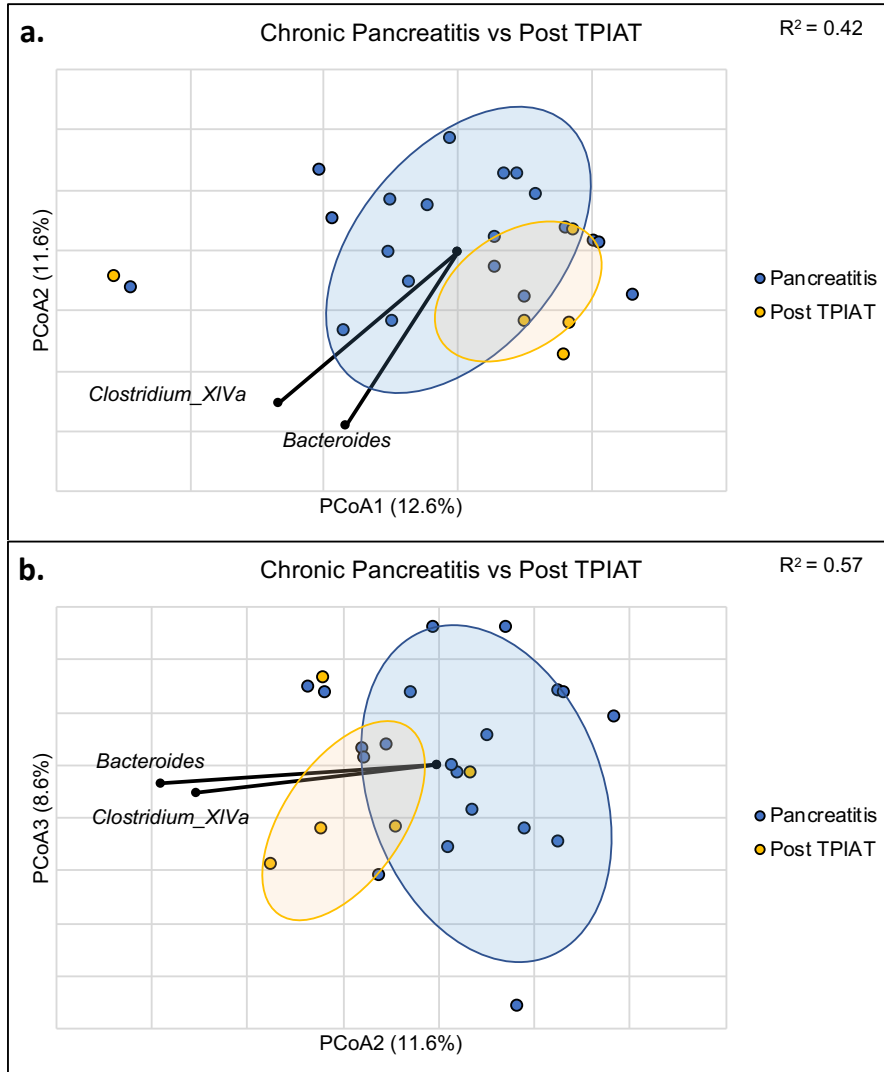 a.
Chronic Pancreatitis vs Post TPIAT
R² = 0.42
PCoA2 (11.6%)
Pancreatitis
Post TPIAT
Clostridium_XIVa
Bacteroides
PCoA1 (12.6%)
b.
Chronic Pancreatitis vs Post TPIAT
R² = 0.57
PCoA3 (8.6%)
Bacteroides
Clostridium_XIVa
Pancreatitis
Post TPIAT
PCoA2 (11.6%)